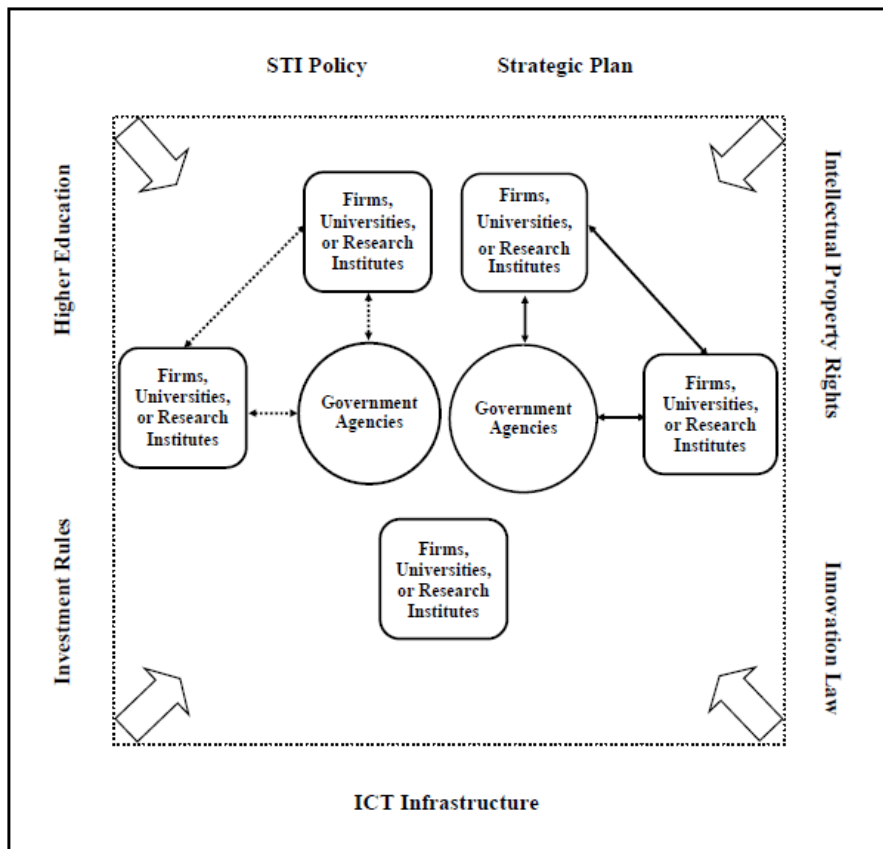 STI Policy
Strategic Plan
Higher Education
Intellectual Property Rights
Firms,
Universities,
or Research
Institutes
Firms,
Universities,
or Research
Institutes
Firms,
Universities,
or Research
Institutes
Government
Agencies
Government
Agencies
Firms,
Universities,
or Research
Institutes
Investment Rules
Firms,
Universities,
or Research
Institutes
Innovation Law
ICT Infrastructure